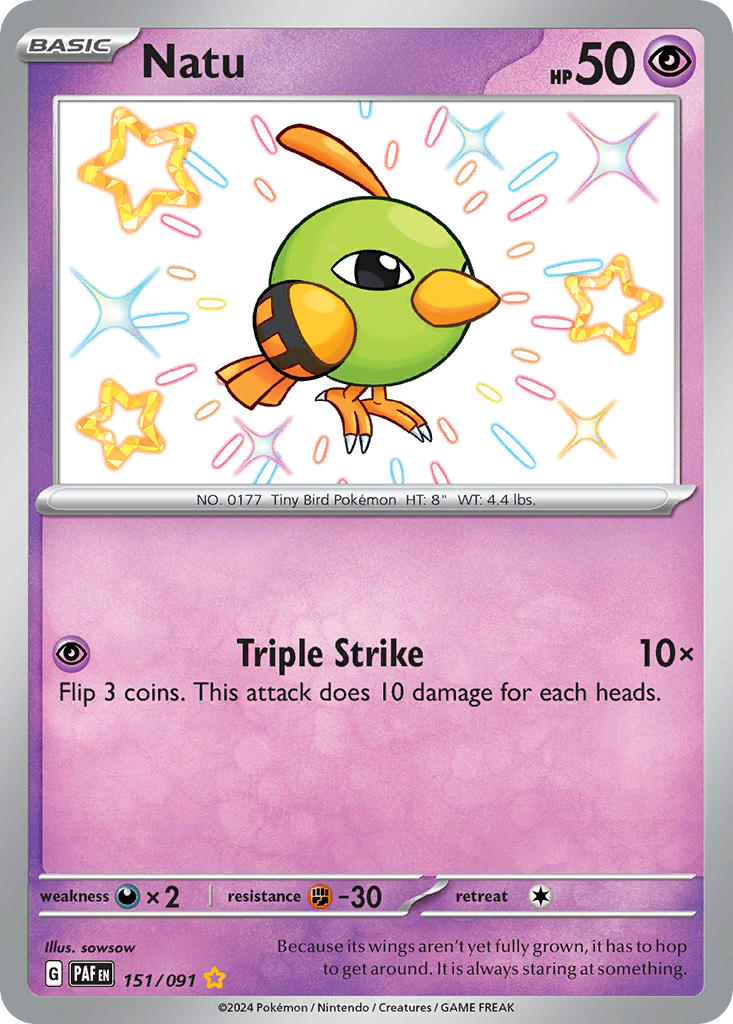 BASIC
Natu
HP 50
NO. 0177 Tiny Bird Pokémon HT: 8" WT: 4.4 lbs.
Triple Strike 10×
Flip 3 coins. This attack does 10 damage for each heads.
weakness ×2 resistance -30 retreat
Illus. sowsow
Because its wings aren't yet fully grown, it has to hop
to get around. It is always staring at something.
G PAF EN 151/091
©2024 Pokémon / Nintendo / Creatures / GAME FREAK